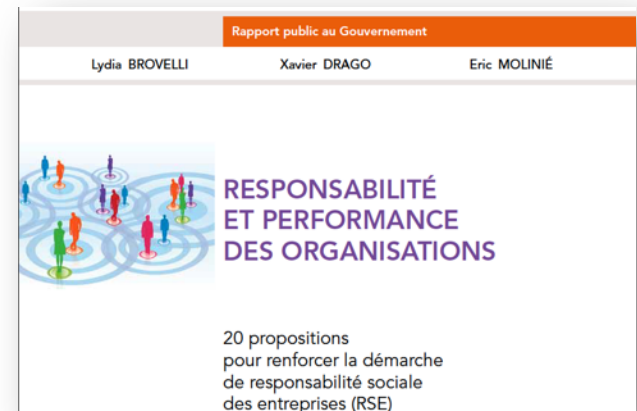 Rapport public au Gouvernement
Lydia BROVELLI Xavier DRAGO Eric MOLINIÉ
RESPONSABILITÉ
ET PERFORMANCE
DES ORGANISATIONS
20 propositions
pour renforcer la démarche
de responsabilité sociale
des entreprises (RSE)